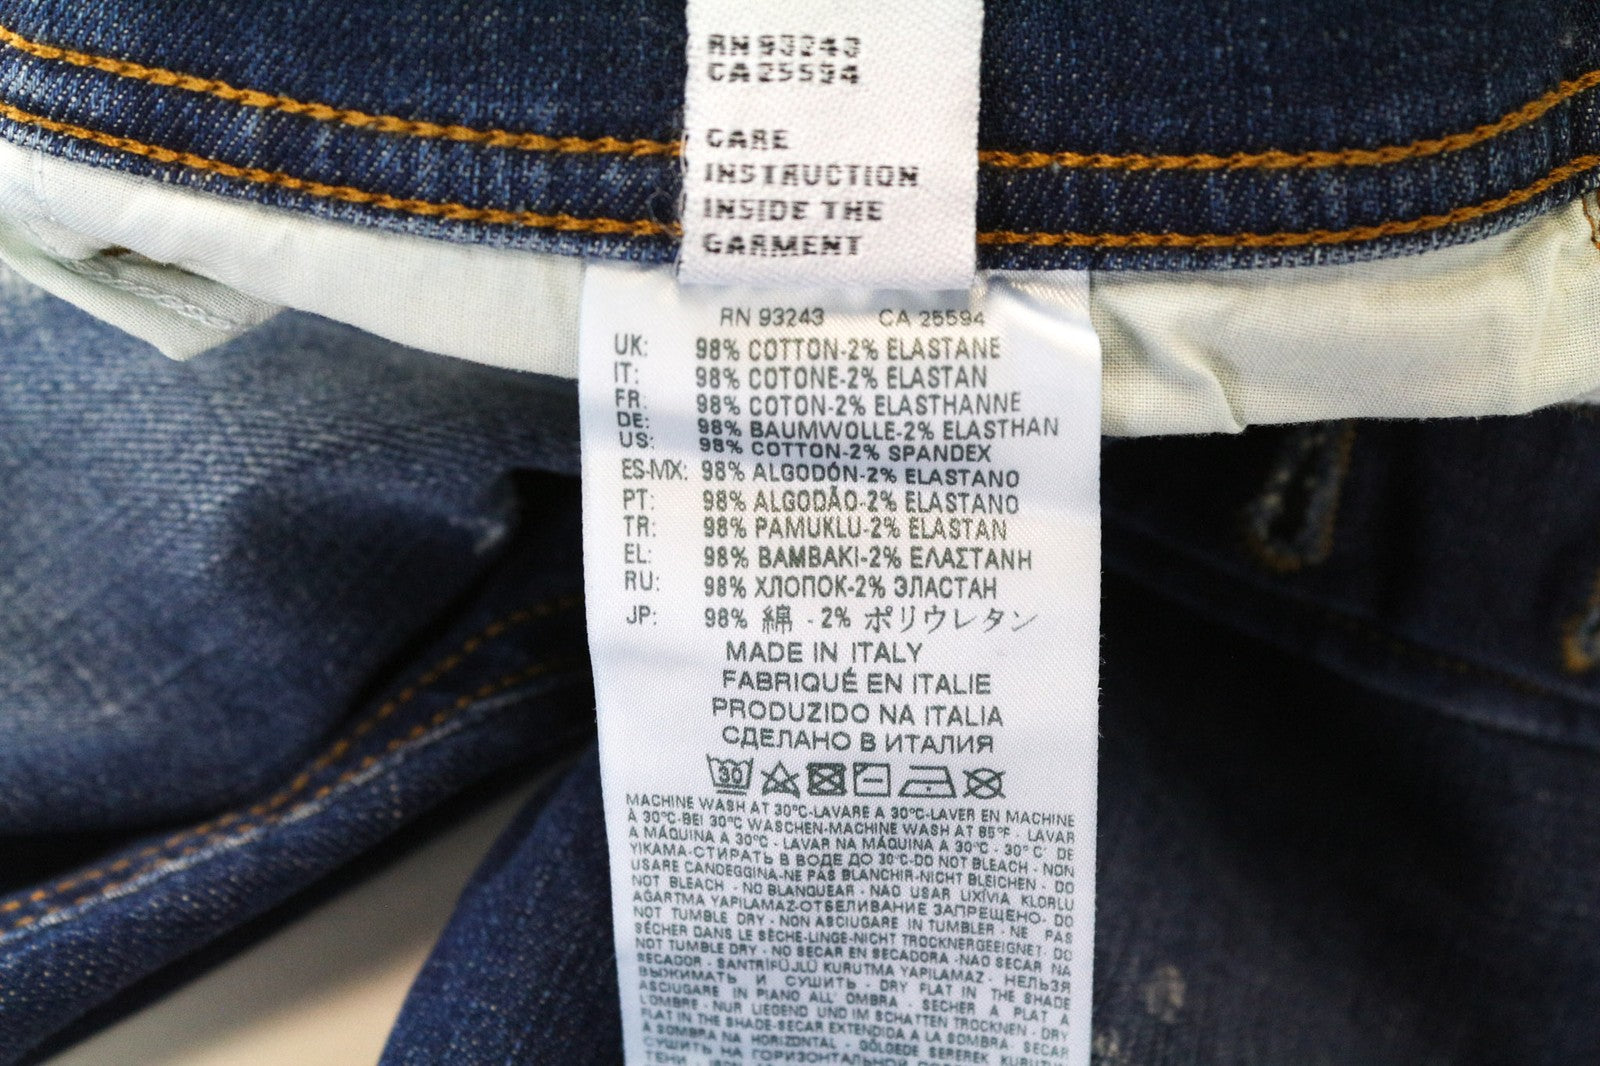 RN 93243
CA 25594
CARE
INSTRUCTION
INSIDE THE
GARMENT
RN 93243 CA 25594
UK: 98% COTTON-2% ELASTANE
IT: 98% COTONE-2% ELASTAN
FR: 98% COTON-2% ELASTHANNE
DE: 98% BAUMWOLLE-2% ELASTHAN
US: 98% COTTON-2% SPANDEX
ES-MX: 98% ALGODÓN-2% ELASTANO
PT: 98% ALGODÃO-2% ELASTANO
TR: 98% PAMUKLU-2% ELASTAN
EL: 98% ΒΑΜΒΑΚΙ-2% ΕΛΑΣΤΑΝΗ
RU: 98% ХЛОПОК-2% ЭЛАСТАН
JP: 98% 綿 - 2% ポリウレタン
MADE IN ITALY
FABRIQUÉ EN ITALIE
PRODUZIDO NA ITALIA
СДЕЛАНО В ИТАЛИЯ
30
MACHINE WASH AT 30°C-LAVARE A 30°C-LAVER EN MACHINE
À 30°C-BEI 30°C WASCHEN-MACHINE WASH AT 85°F - LAVAR
A MÁQUINA A 30°C - LAVAR NA MÁQUINA A 30°C - 30° C' DE
YIKAMA-СТИРАТЬ В ВОДЕ ДО 30°C-DO NOT BLEACH - NON
USARE CANDEGGINA-NE PAS BLANCHIR-NICHT BLEICHEN - DO
NOT BLEACH - NO BLANQUEAR - NAO USAR LIXÍVIA KLORLU
AĞARTMA YAPILAMAZ-ОТБЕЛИВАНИЕ ЗАПРЕЩЕНО- DO
NOT TUMBLE DRY - NON ASCIUGARE IN TUMBLER - NE PAS
SÉCHER DANS LE SÈCHE-LINGE-NICHT TROCKNERGEEIGNET- DO
NOT TUMBLE DRY - NO SECAR EN SECADORA -NAO SECAR NA
SECADOR - SANTRİFÜJLÜ KURUTMA YAPILAMAZ - НЕЛЬЗЯ
ВЫЖИМАТЬ И СУШИТЬ - DRY FLAT IN THE SHADE
ASCIUGARE IN PIANO ALL' OMBRA - SÉCHER À PLAT À
L'OMBRE - NUR LIEGEND UND IM SCHATTEN TROCKNEN - DRY
FLAT IN THE SHADE-SECAR EXTENDIDA A LA SOMBRA - SECAR
A SOMBRA NA HORIZONTAL - GÖLGEDE SEREREK KURUTUN
СУШИТЬ НА ГОРИЗОНТАЛЬНОЙ
ТЕНИ